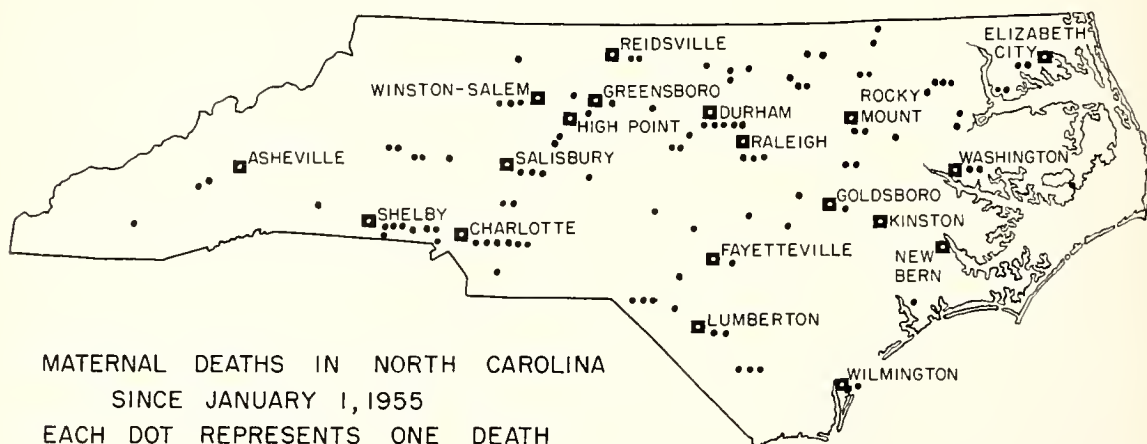 REIDSVILLE
ELIZABETH
CITY
WINSTON-SALEM
GREENSBORO
ROCKY
MOUNT
DURHAM
HIGH POINT
RALEIGH
ASHEVILLE
SALISBURY
WASHINGTON
GOLDSBORO
SHELBY
CHARLOTTE
KINSTON
FAYETTEVILLE
NEW
BERN
LUMBERTON
WILMINGTON
MATERNAL DEATHS IN NORTH CAROLINA
SINCE JANUARY 1, 1955
EACH DOT REPRESENTS ONE DEATH